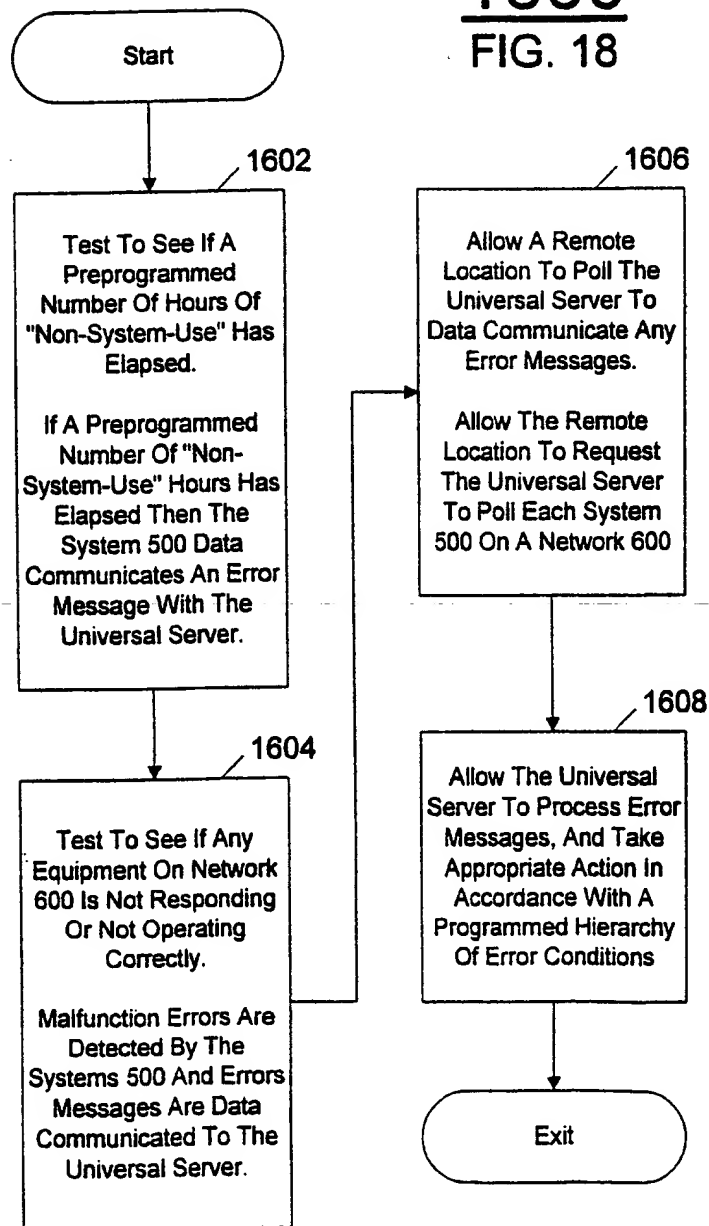 FIG. 18
Start
1602
Test To See If A
Preprogrammed
Number Of Hours Of
"Non-System-Use" Has
Elapsed.
If A Preprogrammed
Number Of "Non-
System-Use" Hours Has
Elapsed Then The
System 500 Data
Communicates An Error
Message With The
Universal Server.
1604
Test To See If Any
Equipment On Network
600 Is Not Responding
Or Not Operating
Correctly.
Malfunction Errors Are
Detected By The
Systems 500 And Errors
Messages Are Data
Communicated To The
Universal Server.
1606
Allow A Remote
Location To Poll The
Universal Server To
Data Communicate Any
Error Messages.
Allow The Remote
Location To Request
The Universal Server
To Poll Each System
500 On A Network 600
1608
Allow The Universal
Server To Process Error
Messages, And Take
Appropriate Action In
Accordance With A
Programmed Hierarchy
Of Error Conditions
Exit